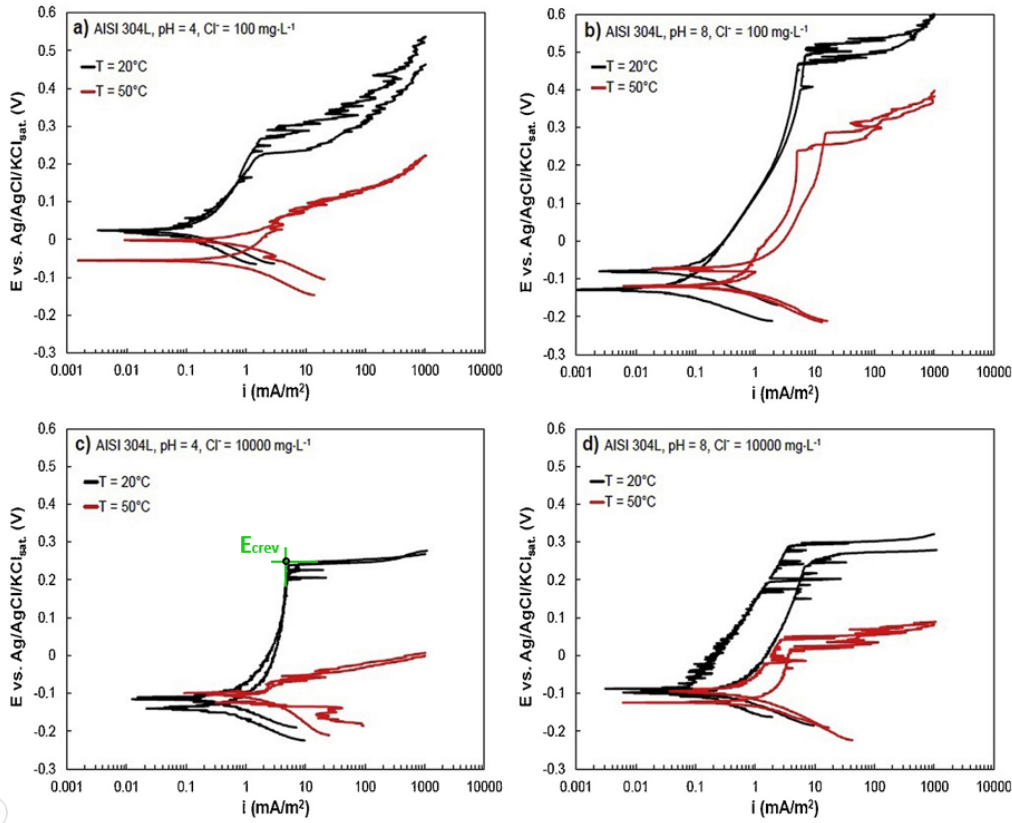 a) AISI 304L, pH = 4, Cl⁻ = 100 mg·L⁻¹
T = 20°C
T = 50°C
E vs. Ag/AgCl/KCl sat. (V)
0.6
0.5
0.4
0.3
0.2
0.1
0
-0.1
-0.2
-0.3
0.001 0.01 0.1 1 10 100 1000 10000
i (mA/m²)
b) AISI 304L, pH = 8, Cl⁻ = 100 mg·L⁻¹
T = 20°C
T = 50°C
E vs. Ag/AgCl/KCl sat. (V)
0.6
0.5
0.4
0.3
0.2
0.1
0
-0.1
-0.2
-0.3
0.001 0.01 0.1 1 10 100 1000 10000
i (mA/m²)
c) AISI 304L, pH = 4, Cl⁻ = 10000 mg·L⁻¹
T = 20°C
T = 50°C
Ecrev
E vs. Ag/AgCl/KCl sat. (V)
0.6
0.5
0.4
0.3
0.2
0.1
0
-0.1
-0.2
-0.3
0.001 0.01 0.1 1 10 100 1000 10000
i (mA/m²)
d) AISI 304L, pH = 8, Cl⁻ = 10000 mg·L⁻¹
T = 20°C
T = 50°C
E vs. Ag/AgCl/KCl sat. (V)
0.6
0.5
0.4
0.3
0.2
0.1
0
-0.1
-0.2
-0.3
0.001 0.01 0.1 1 10 100 1000 10000
i (mA/m²)